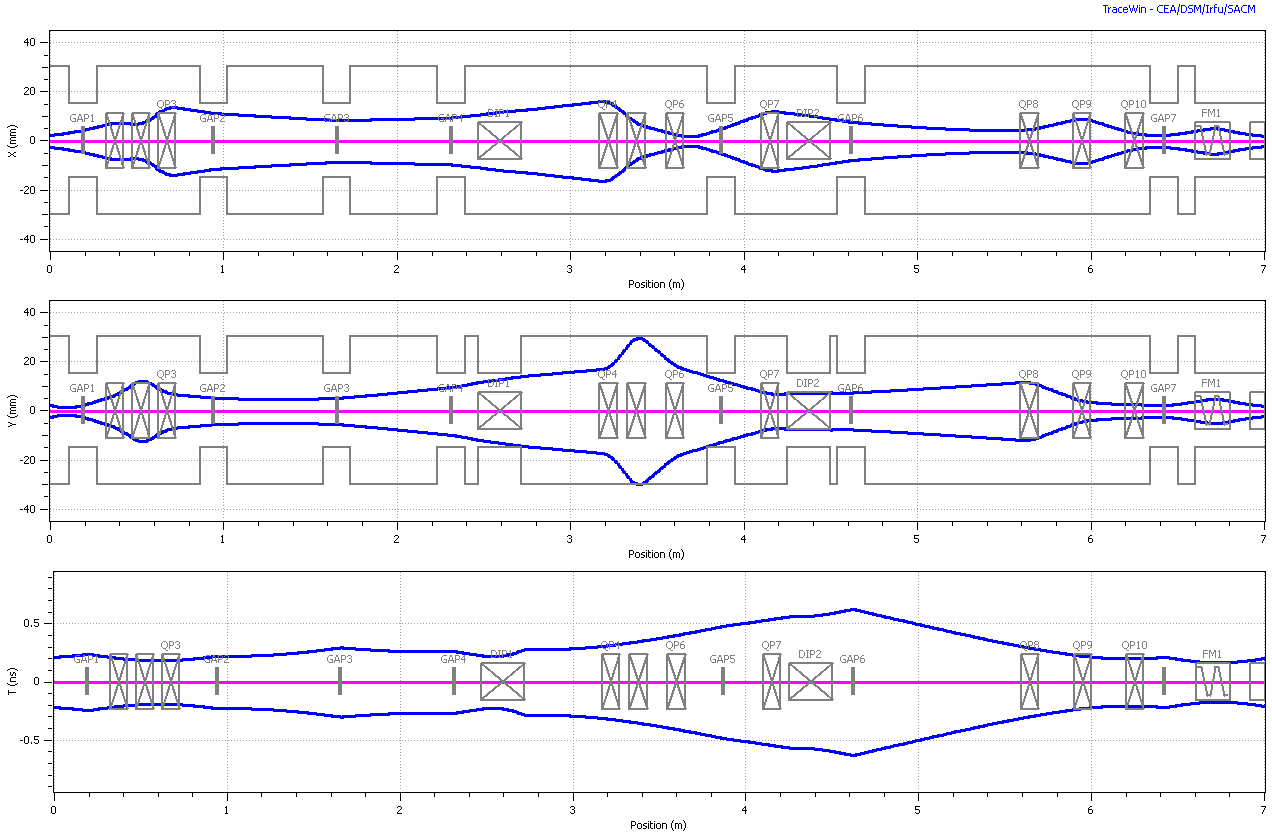 TraceWin - CEA/DSM/Irfu/SACM
40
20
0
-20
-40
X (mm)
GAP1
QP3
GAP2
GAP3
GAP4
DIP1
QP4
QP6
GAP5
QP7
DIP2
GAP6
QP8
QP9
QP10
GAP7
FM1
0 1 2 3 4 5 6 7
Position (m)
40
20
0
-20
-40
Y (mm)
GAP1
QP3
GAP2
GAP3
GAP4
DIP1
QP4
QP6
GAP5
QP7
DIP2
GAP6
QP8
QP9
QP10
GAP7
FM1
0 1 2 3 4 5 6 7
Position (m)
0.5
0
-0.5
T (ns)
GAP1
QP3
GAP2
GAP3
GAP4
DIP1
QP4
QP6
GAP5
QP7
DIP2
GAP6
QP8
QP9
QP10
FM1
0 1 2 3 4 5 6 7
Position (m)